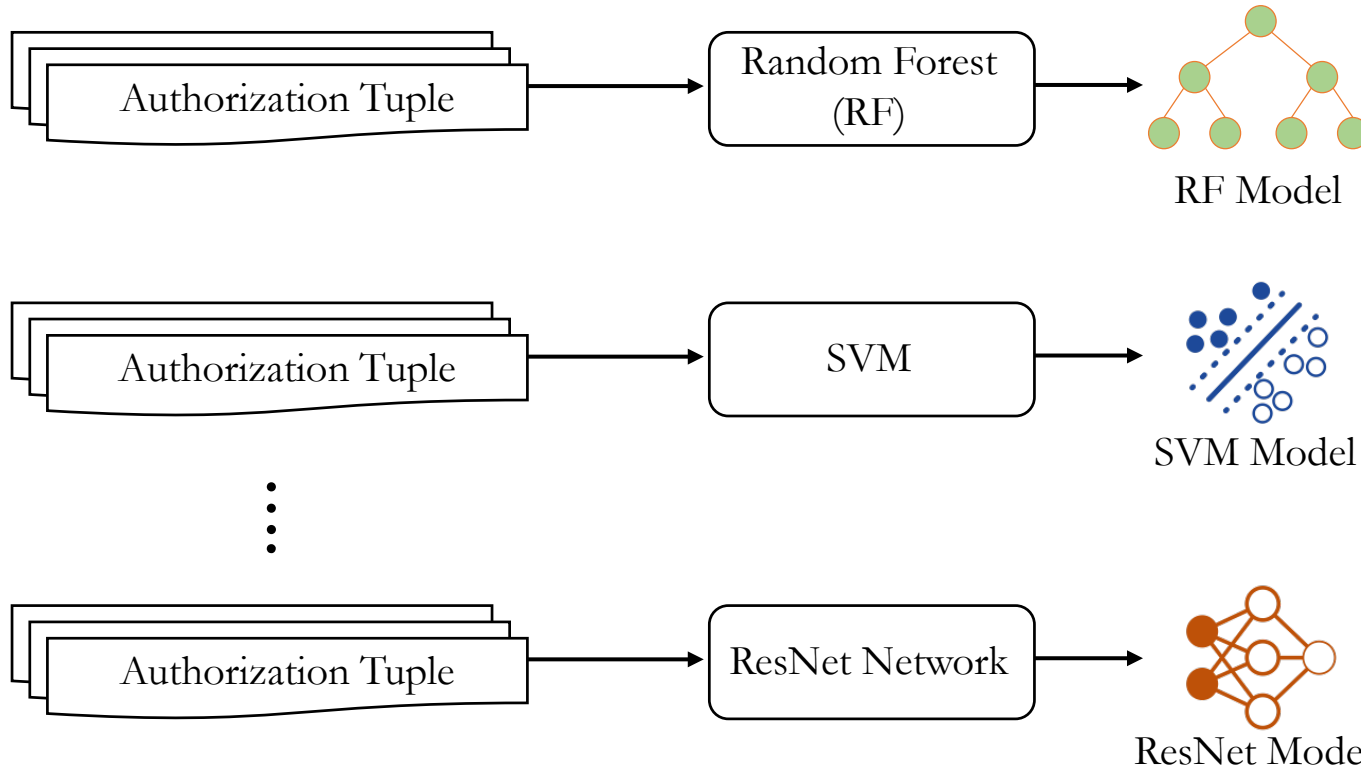 Authorization Tuple
Random Forest
(RF)
RF Model
Authorization Tuple
SVM
SVM Model
Authorization Tuple
ResNet Network
ResNet Mode